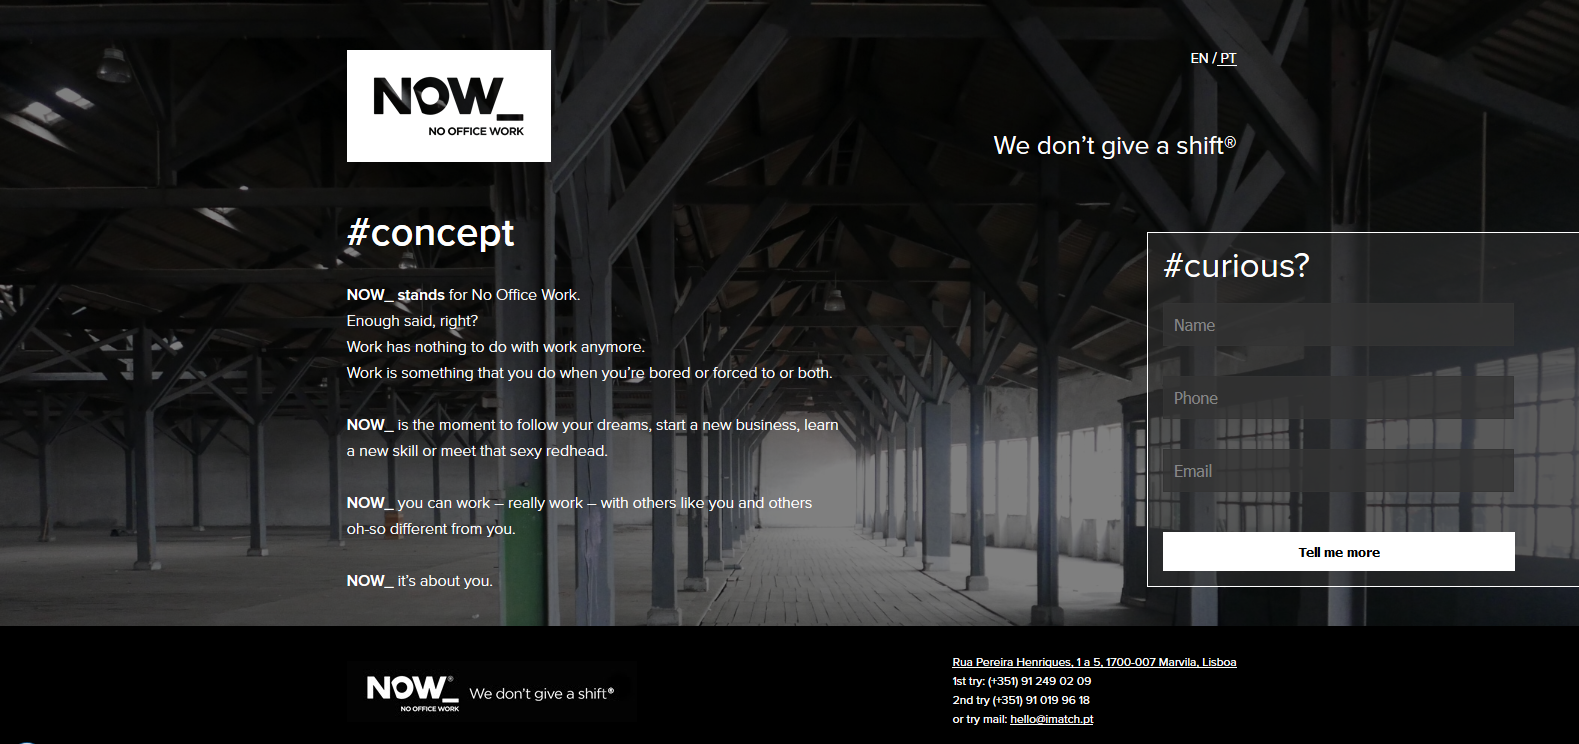 NOW_
NO OFFICE WORK
EN / PT
We don’t give a shift®
#concept
NOW_ stands for No Office Work.
Enough said, right?
Work has nothing to do with work anymore.
Work is something that you do when you’re bored or forced to or both.
NOW_ is the moment to follow your dreams, start a new business, learn
a new skill or meet that sexy redhead.
NOW_ you can work – really work – with others like you and others
oh-so different from you.
NOW_ it’s about you.
#curious?
Name
Phone
Email
Tell me more
NOW®_ We don’t give a shift®
NO OFFICE WORK
Rua Pereira Henriques, 1 a 5, 1700-007 Marvila, Lisboa
1st try: (+351) 91 249 02 09
2nd try (+351) 91 019 96 18
or try mail: hello@imatch.pt